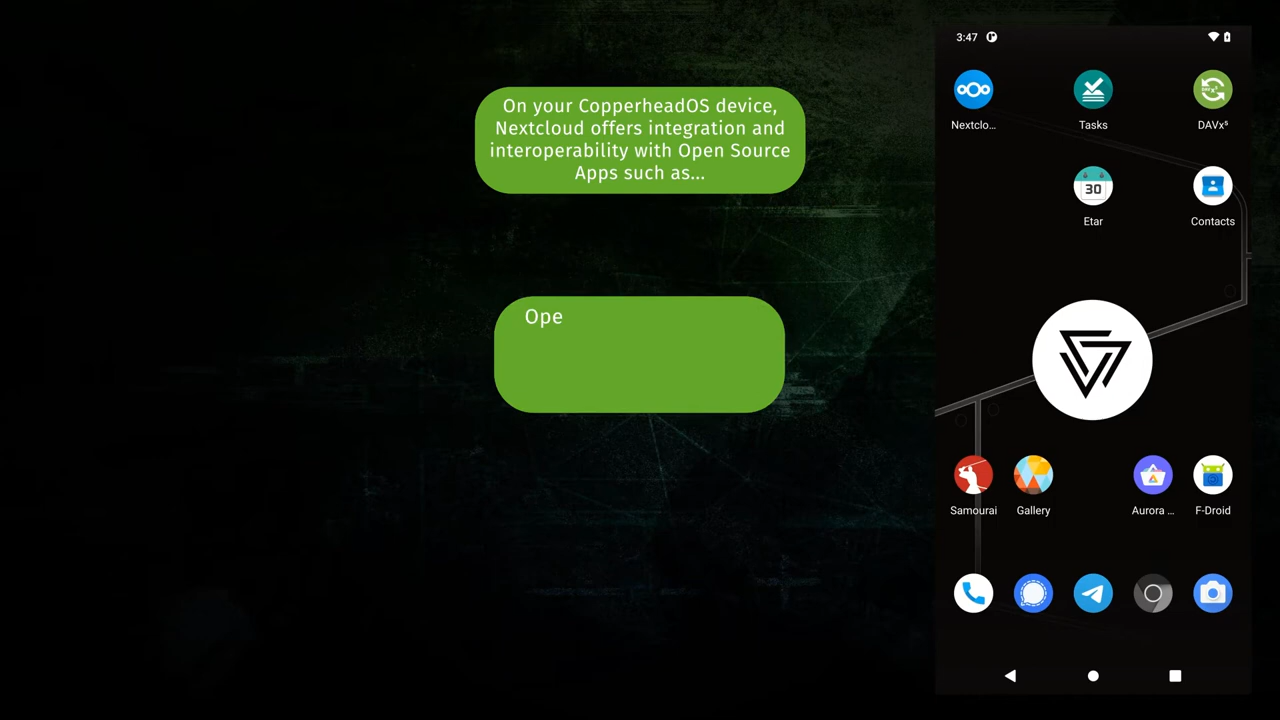 On your CopperheadOS device,
Nextcloud offers integration and
interoperability with Open Source
Apps such as...
Ope
3:47
Nextclo...
Tasks
DAVx⁵
30
Etar
Contacts
Samourai
Gallery
Aurora ...
F-Droid